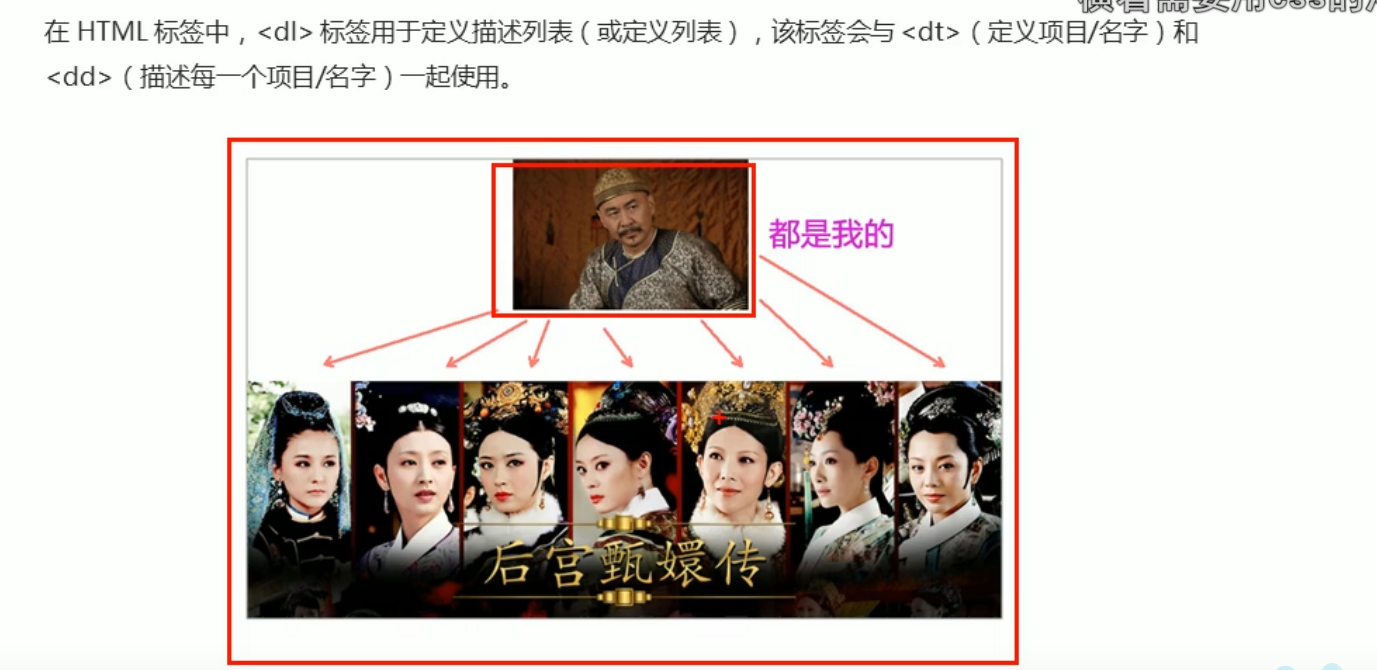 在 HTML 标签中，<dl> 标签用于定义描述列表（或定义列表），该标签会与 <dt>（定义项目/名字）和
<dd>（描述每一个项目/名字）一起使用。
都是我的
后宫甄嬛传